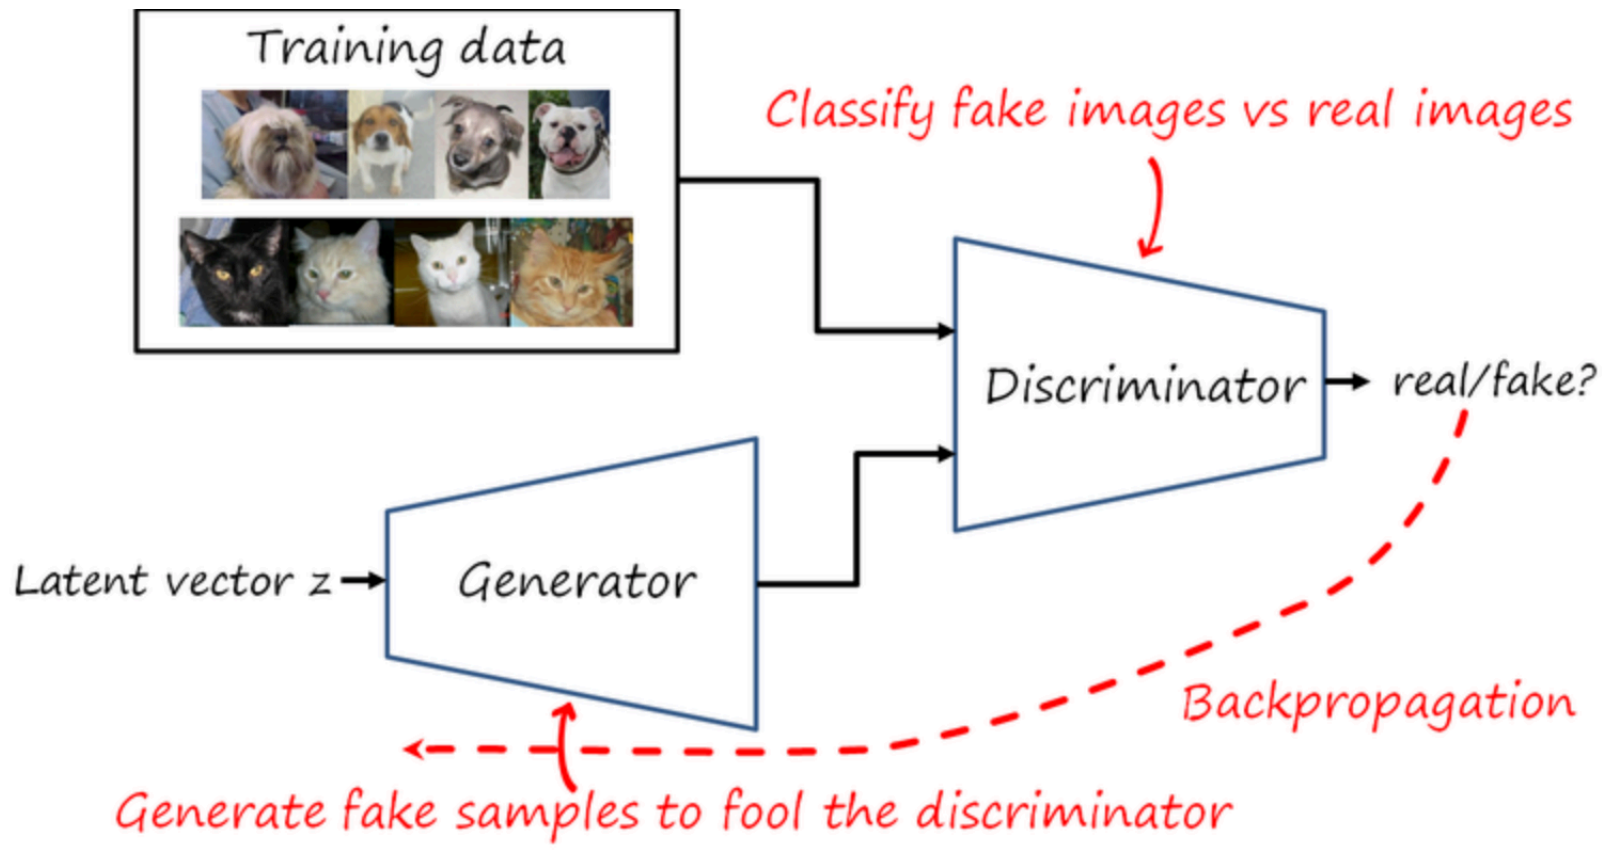 Training data
Classify fake images vs real images
Discriminator
real/fake?
Latent vector z
Generator
Backpropagation
Generate fake samples to fool the discriminator